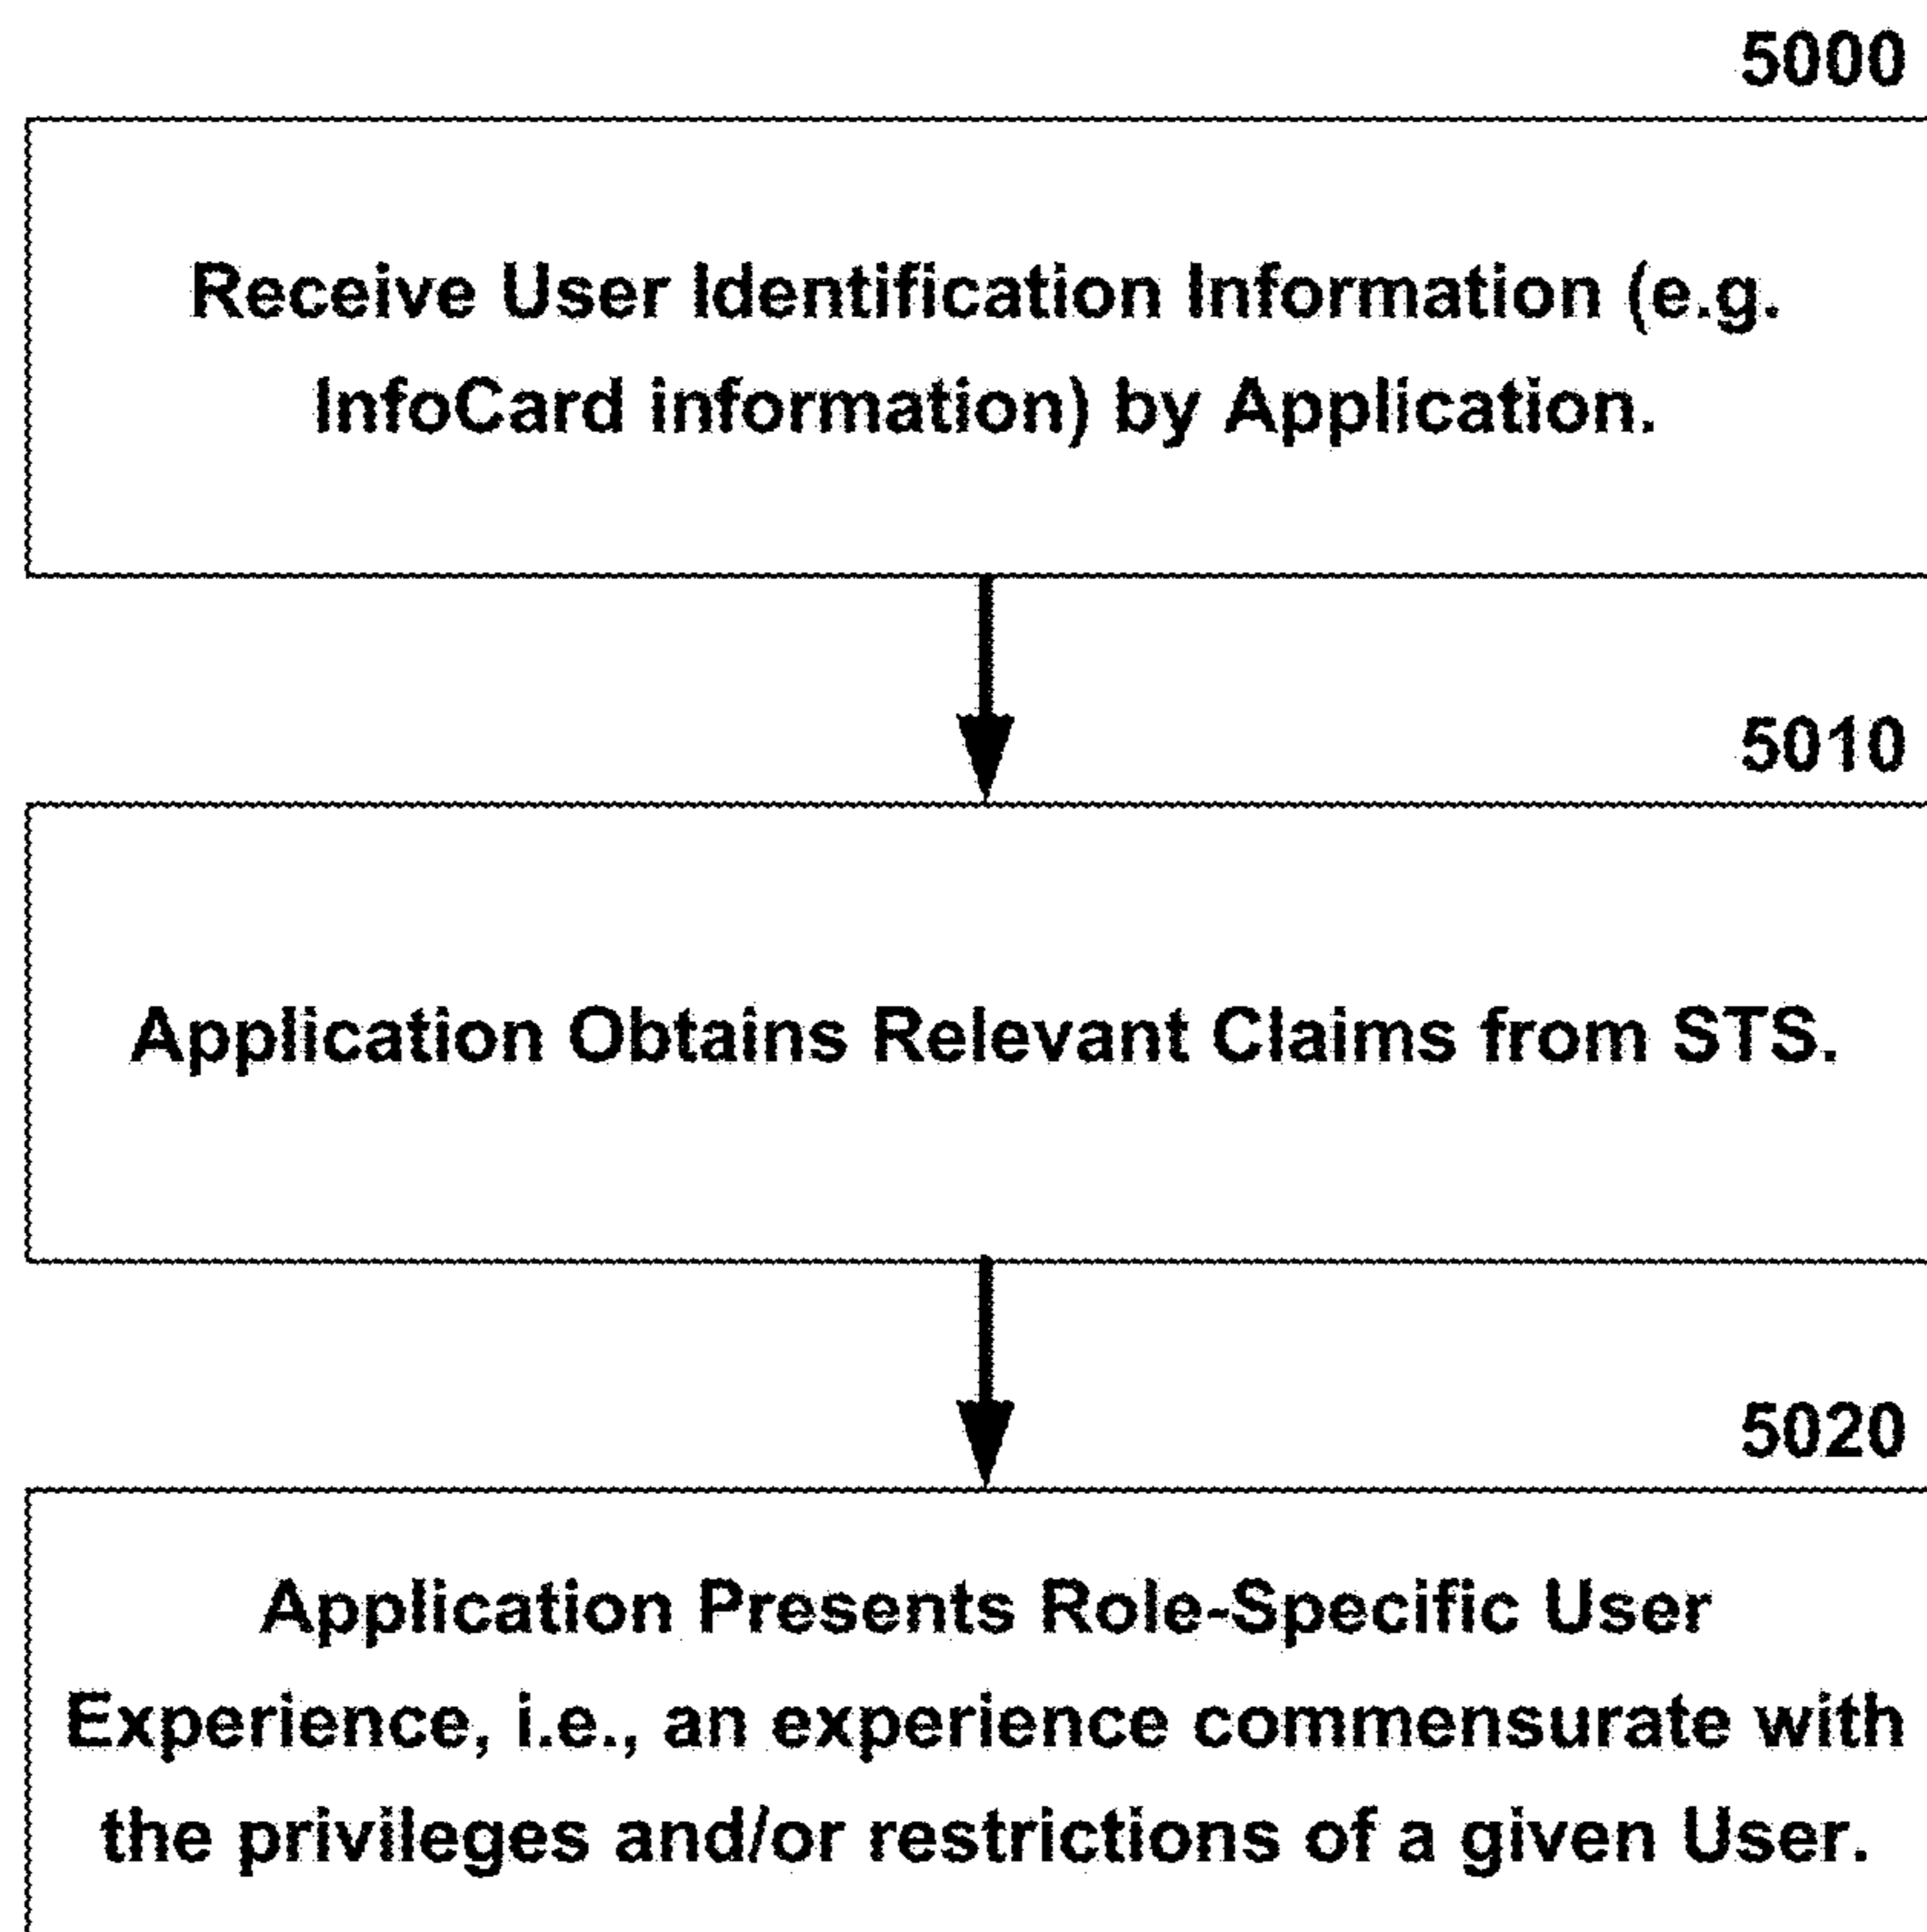 5000
Receive User Identification Information (e.g.
InfoCard information) by Application.
5010
Application Obtains Relevant Claims from STS.
5020
Application Presents Role-Specific User
Experience, i.e., an experience commensurate with
the privileges and/or restrictions of a given User.